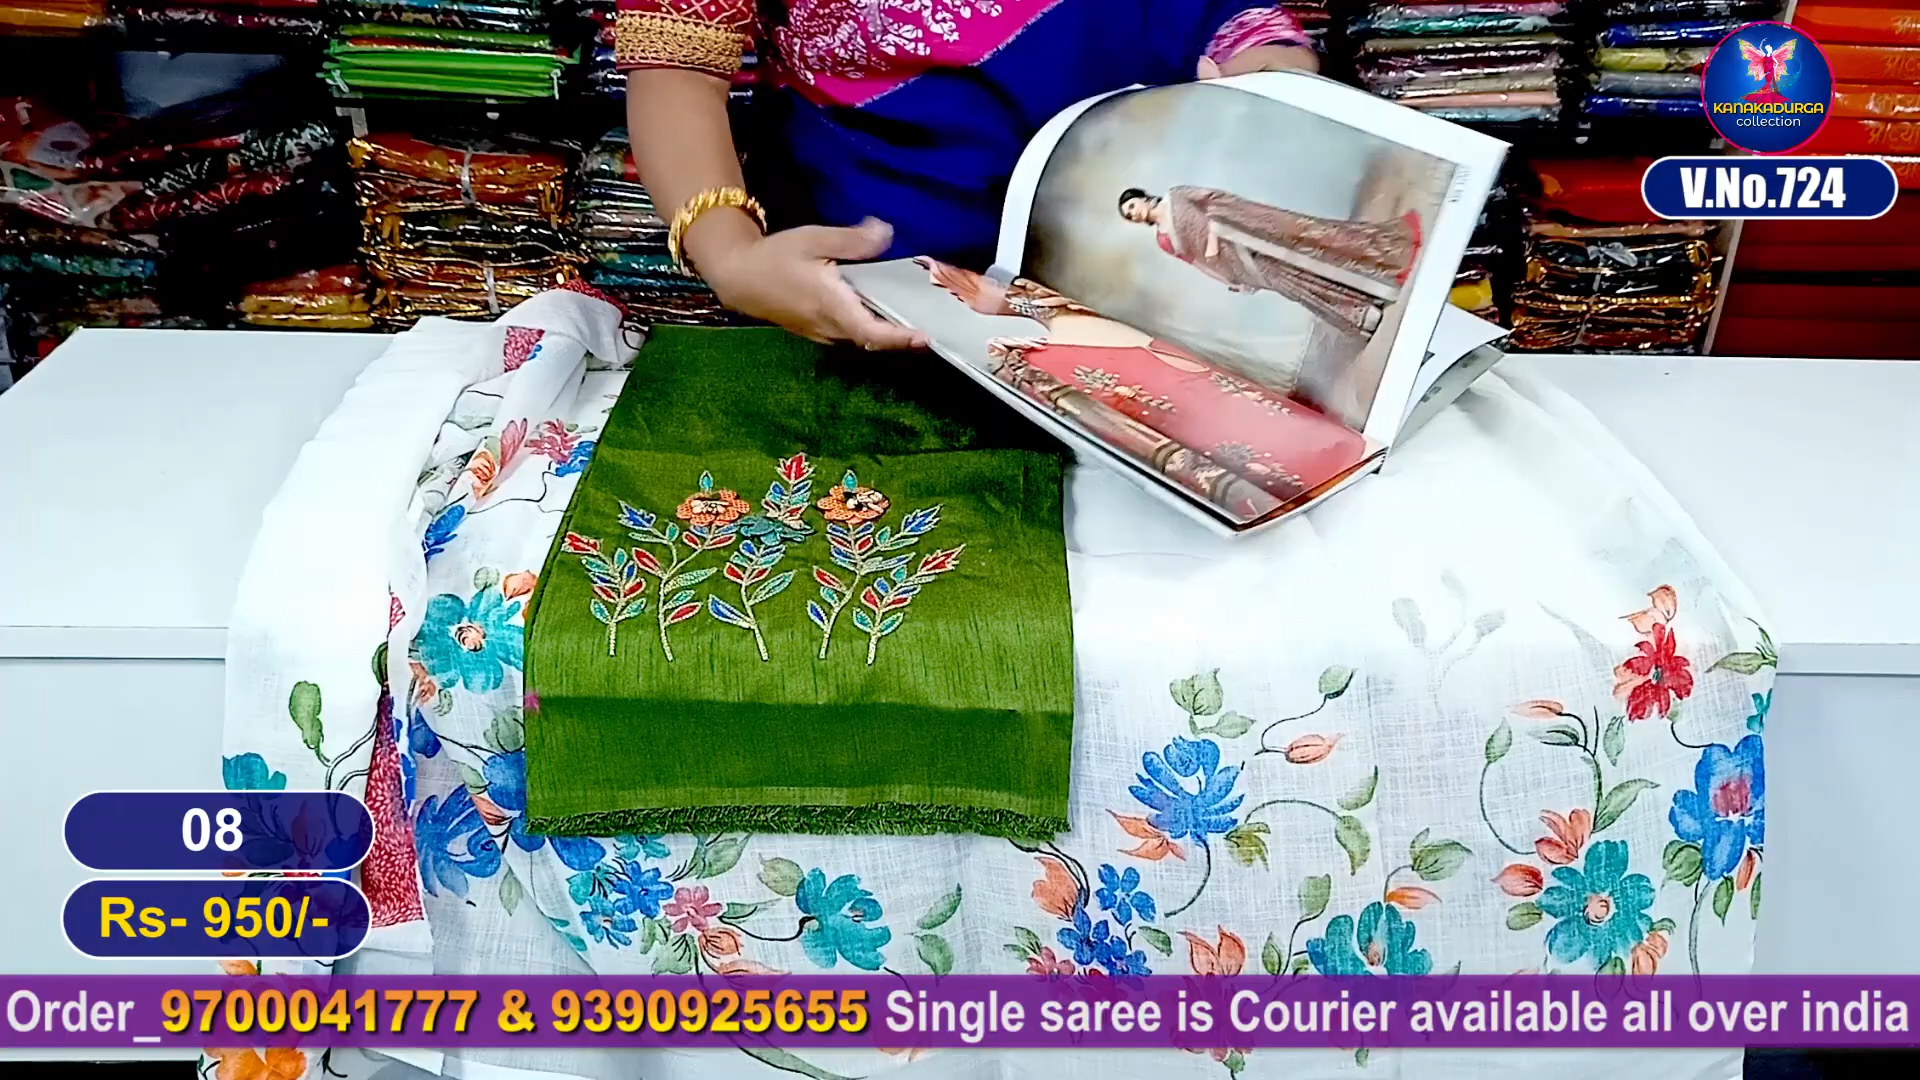 KANAKADURGA
collection
V.No.724
08
Rs- 950/-
Order_9700041777 & 9390925655 Single saree is Courier available all over india